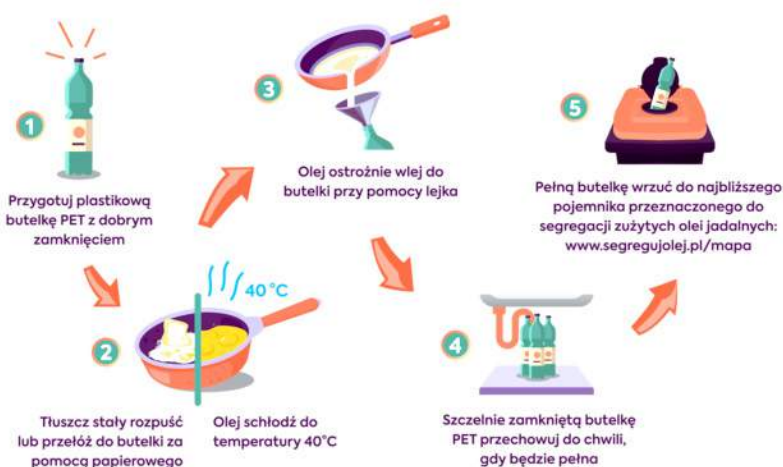 1
Przygotuj plastikową
butelkę PET z dobrym
zamknięciem
2
40 °C
Tłuszcz stały rozpuść
lub przełóż do butelki za
pomocą papierowego
Olej schłodź do
temperatury 40°C
3
Olej ostrożnie wlej do
butelki przy pomocy lejka
4
Szczelnie zamkniętą butelkę
PET przechowuj do chwili,
gdy będzie pełna
5
Pełną butelkę wrzuć do najbliższego
pojemnika przeznaczonego do
segregacji zużytych olei jadalnych:
www.segregujolej.pl/mapa